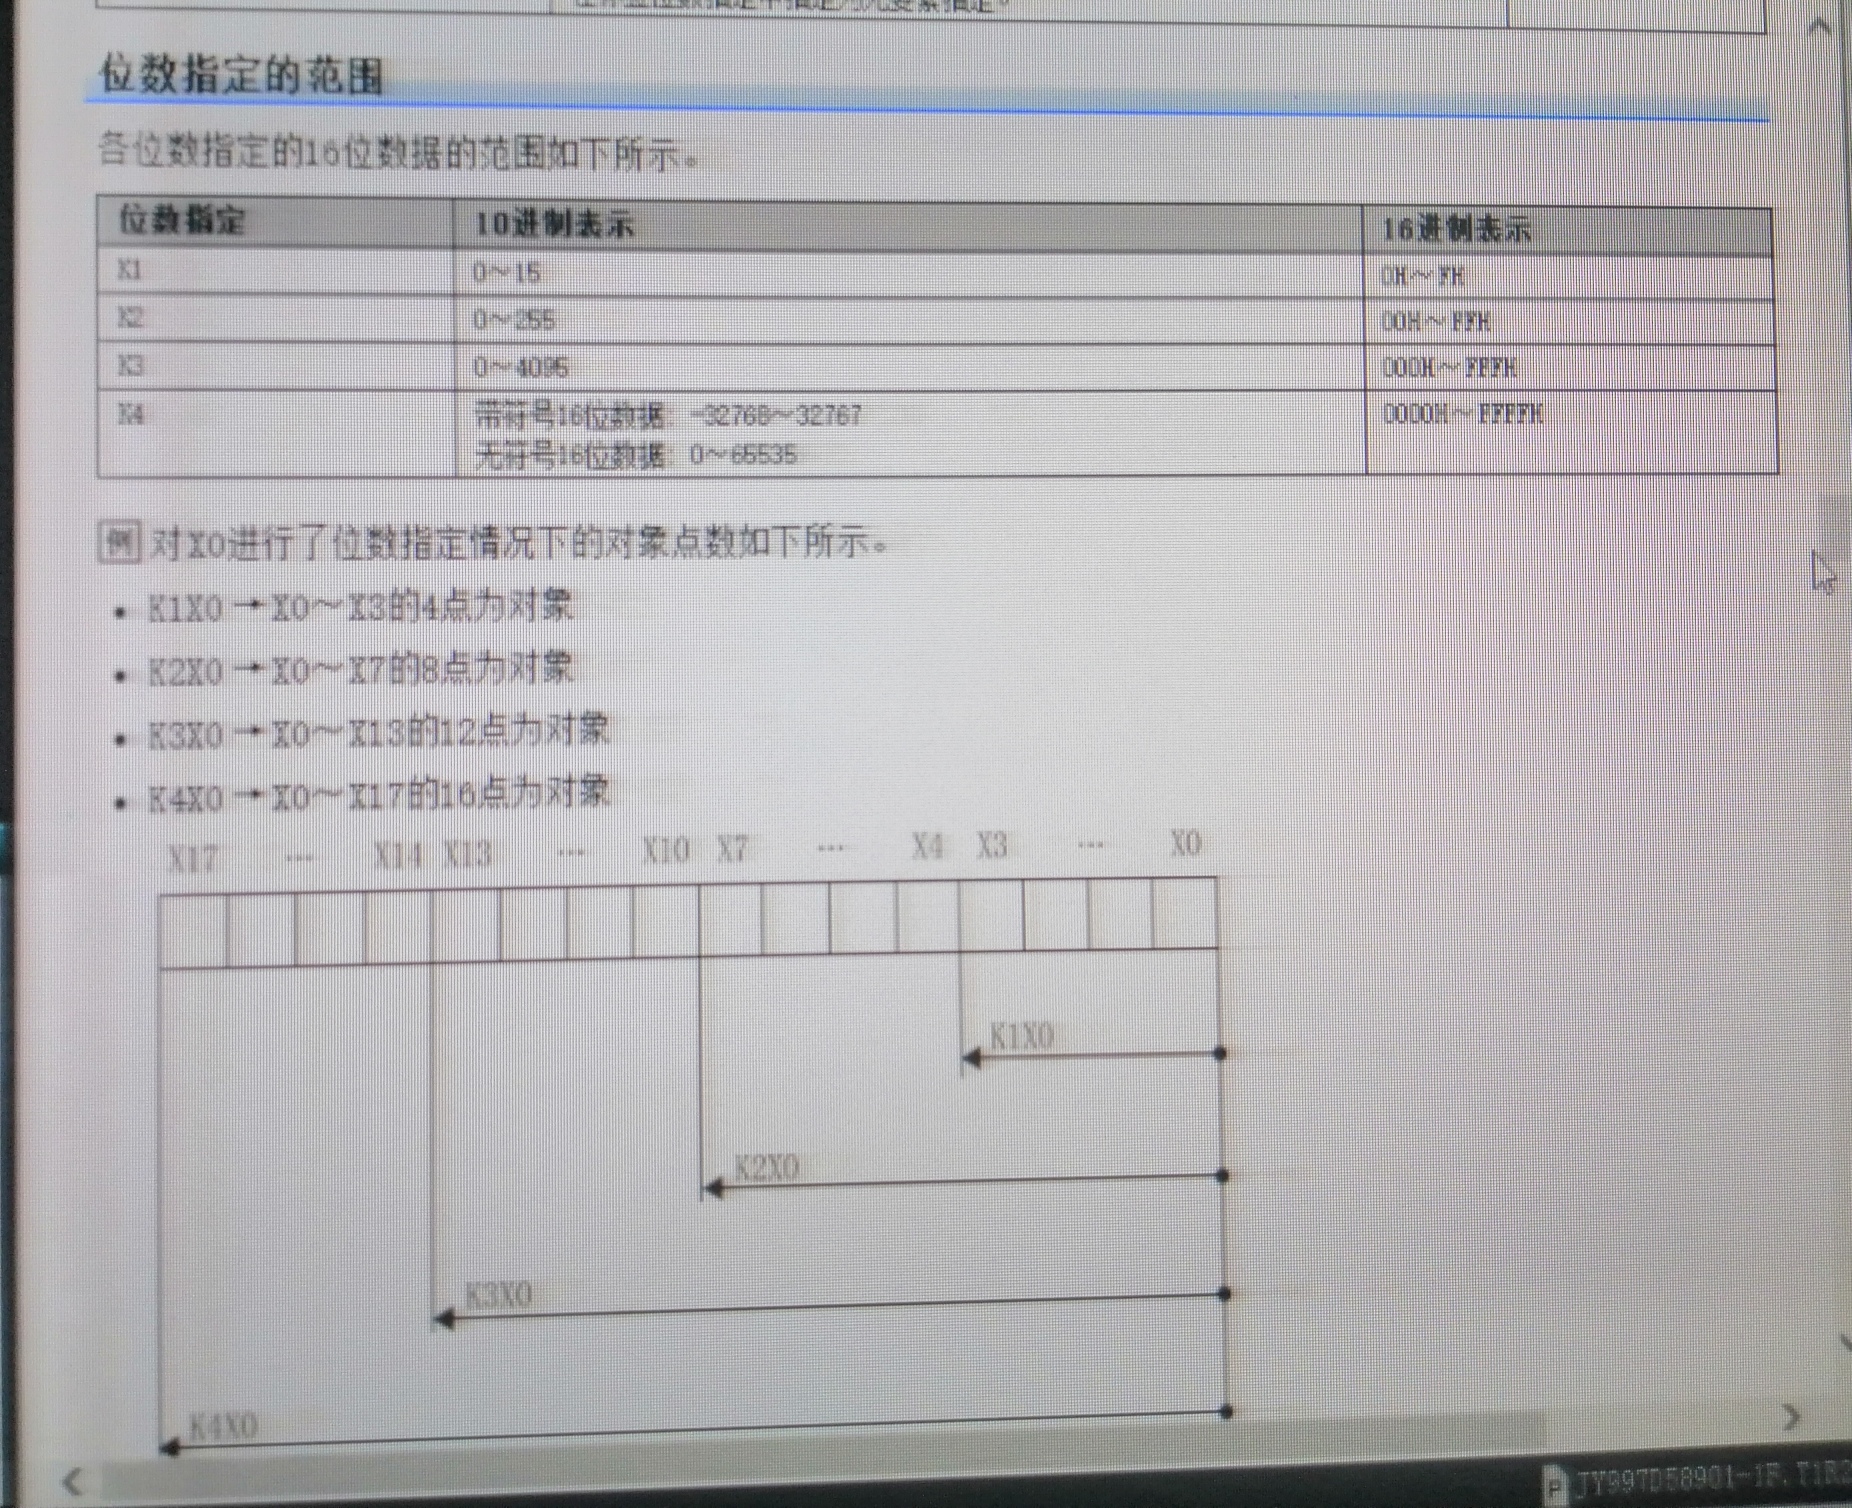 位数指定的范围
各位数指定的16位数据的范围如下所示。
位数指定 10进制表示 16进制表示
K1 0～15 0H～FH
K2 0～255 00H～FFH
K3 0～4095 000H～FFFH
K4 带符号16位数据：-32768～32767 0000H～FFFFH
无符号16位数据：0～65535
例 对X0进行了位数指定情况下的对象点数如下所示。
• K1X0→X0～X3的4点为对象
• K2X0→X0～X7的8点为对象
• K3X0→X0～X13的12点为对象
• K4X0→X0～X17的16点为对象
X17 … X14 X13 … X10 X7 … X4 X3 … X0
K1X0
K2X0
K3X0
K4X0